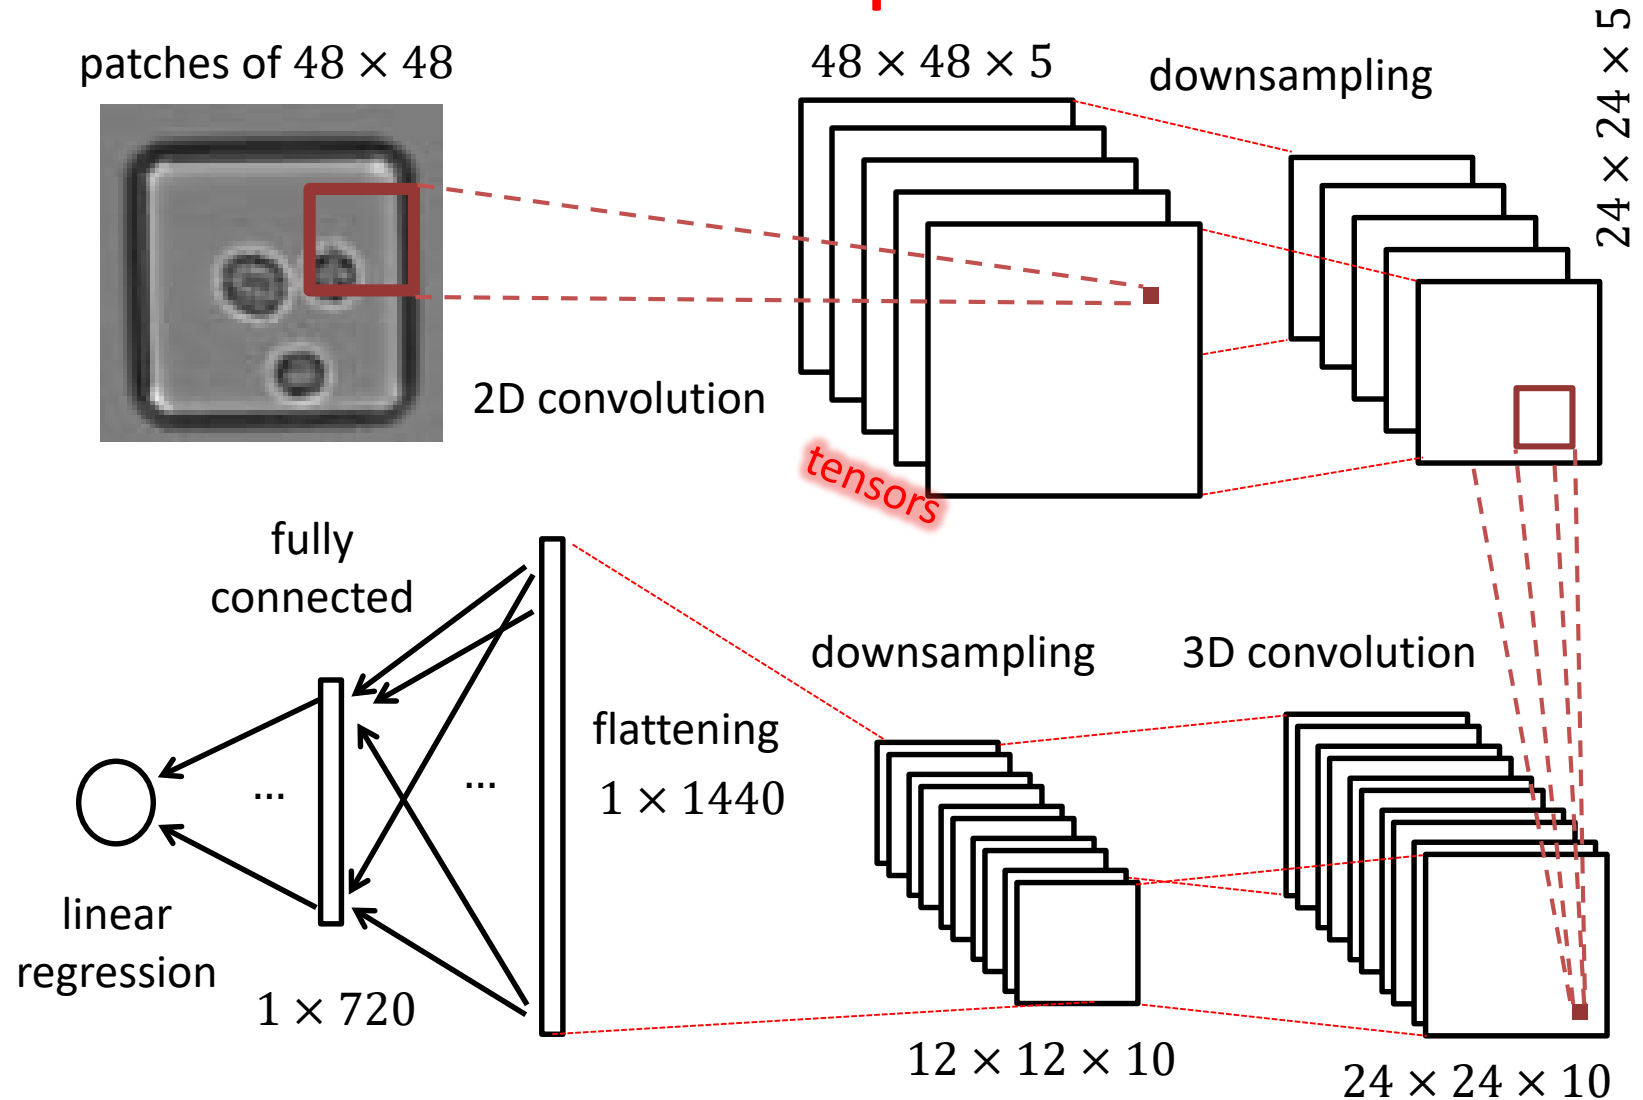 patches of 48 × 48
48 × 48 × 5
downsampling
24 × 24 × 5
2D convolution
tensors
fully
connected
downsampling
3D convolution
flattening
1 × 1440
...
...
linear
regression
1 × 720
12 × 12 × 10
24 × 24 × 10